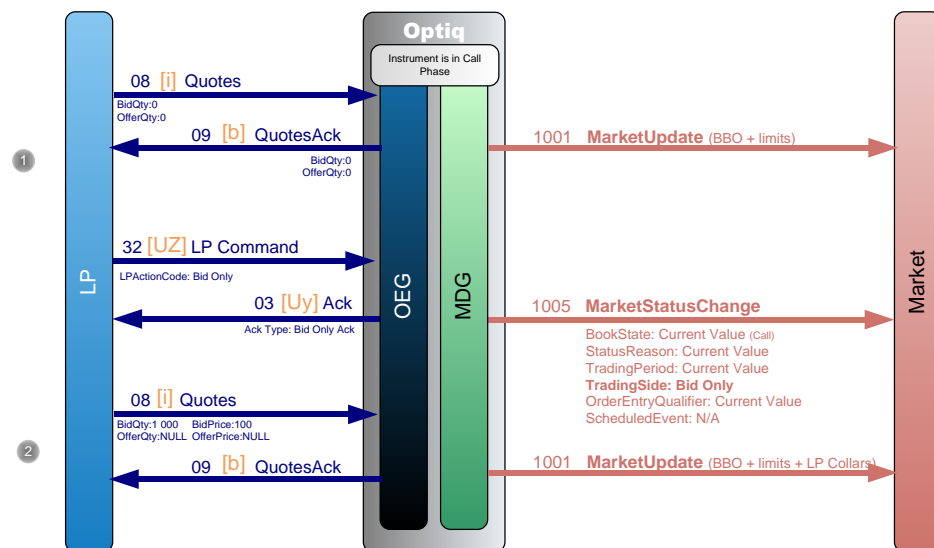 Optiq
Instrument is in Call
Phase
08 [i] Quotes
BidQty:0
OfferQty:0
09 [b] QuotesAck
BidQty:0
OfferQty:0
1001 MarketUpdate (BBO + limits)
1
32 [UZ] LP Command
LPActionCode: Bid Only
03 [Uy] Ack
Ack Type: Bid Only Ack
1005 MarketStatusChange
BookState: Current Value (Call)
StatusReason: Current Value
TradingPeriod: Current Value
TradingSide: Bid Only
OrderEntryQualifier: Current Value
ScheduledEvent: N/A
LP
OEG
MDG
Market
08 [i] Quotes
BidQty:1 000 BidPrice:100
OfferQty:NULL OfferPrice:NULL
2
09 [b] QuotesAck
1001 MarketUpdate (BBO + limits + LP Collars)